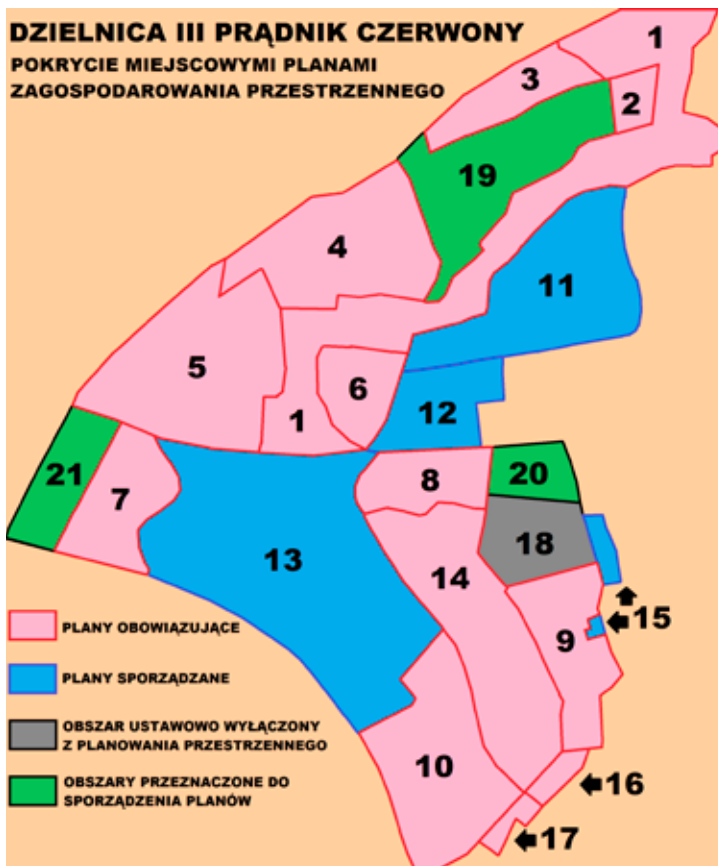 DZIELNICA III PRĄDNIK CZERWONY
POKRYCIE MIEJSCOWYMI PLANAMI
ZAGOSPODAROWANIA PRZESTRZENNEGO
1
3
2
19
4
11
5
6
1
12
21
7
8
20
13
18
14
15
9
10
16
17
PLANY OBOWIĄZUJĄCE
PLANY SPORZĄDZANE
OBSZAR USTAWOWO WYŁĄCZONY
Z PLANOWANIA PRZESTRZENNEGO
OBSZARY PRZEZNACZONE DO
SPORZĄDZENIA PLANÓW